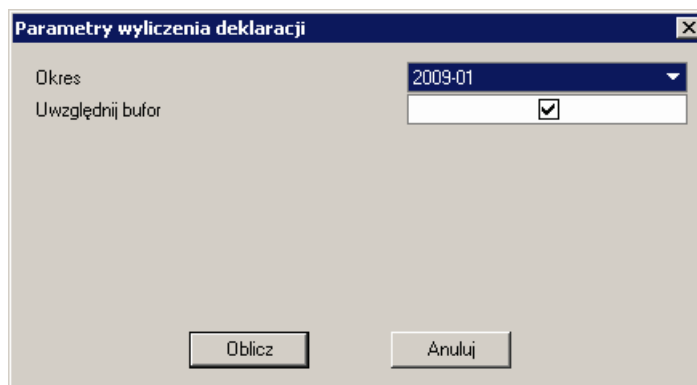 Parametry wyliczenia deklaracji
Okres 2009-01
Uwzględnij bufor
Oblicz Anuluj